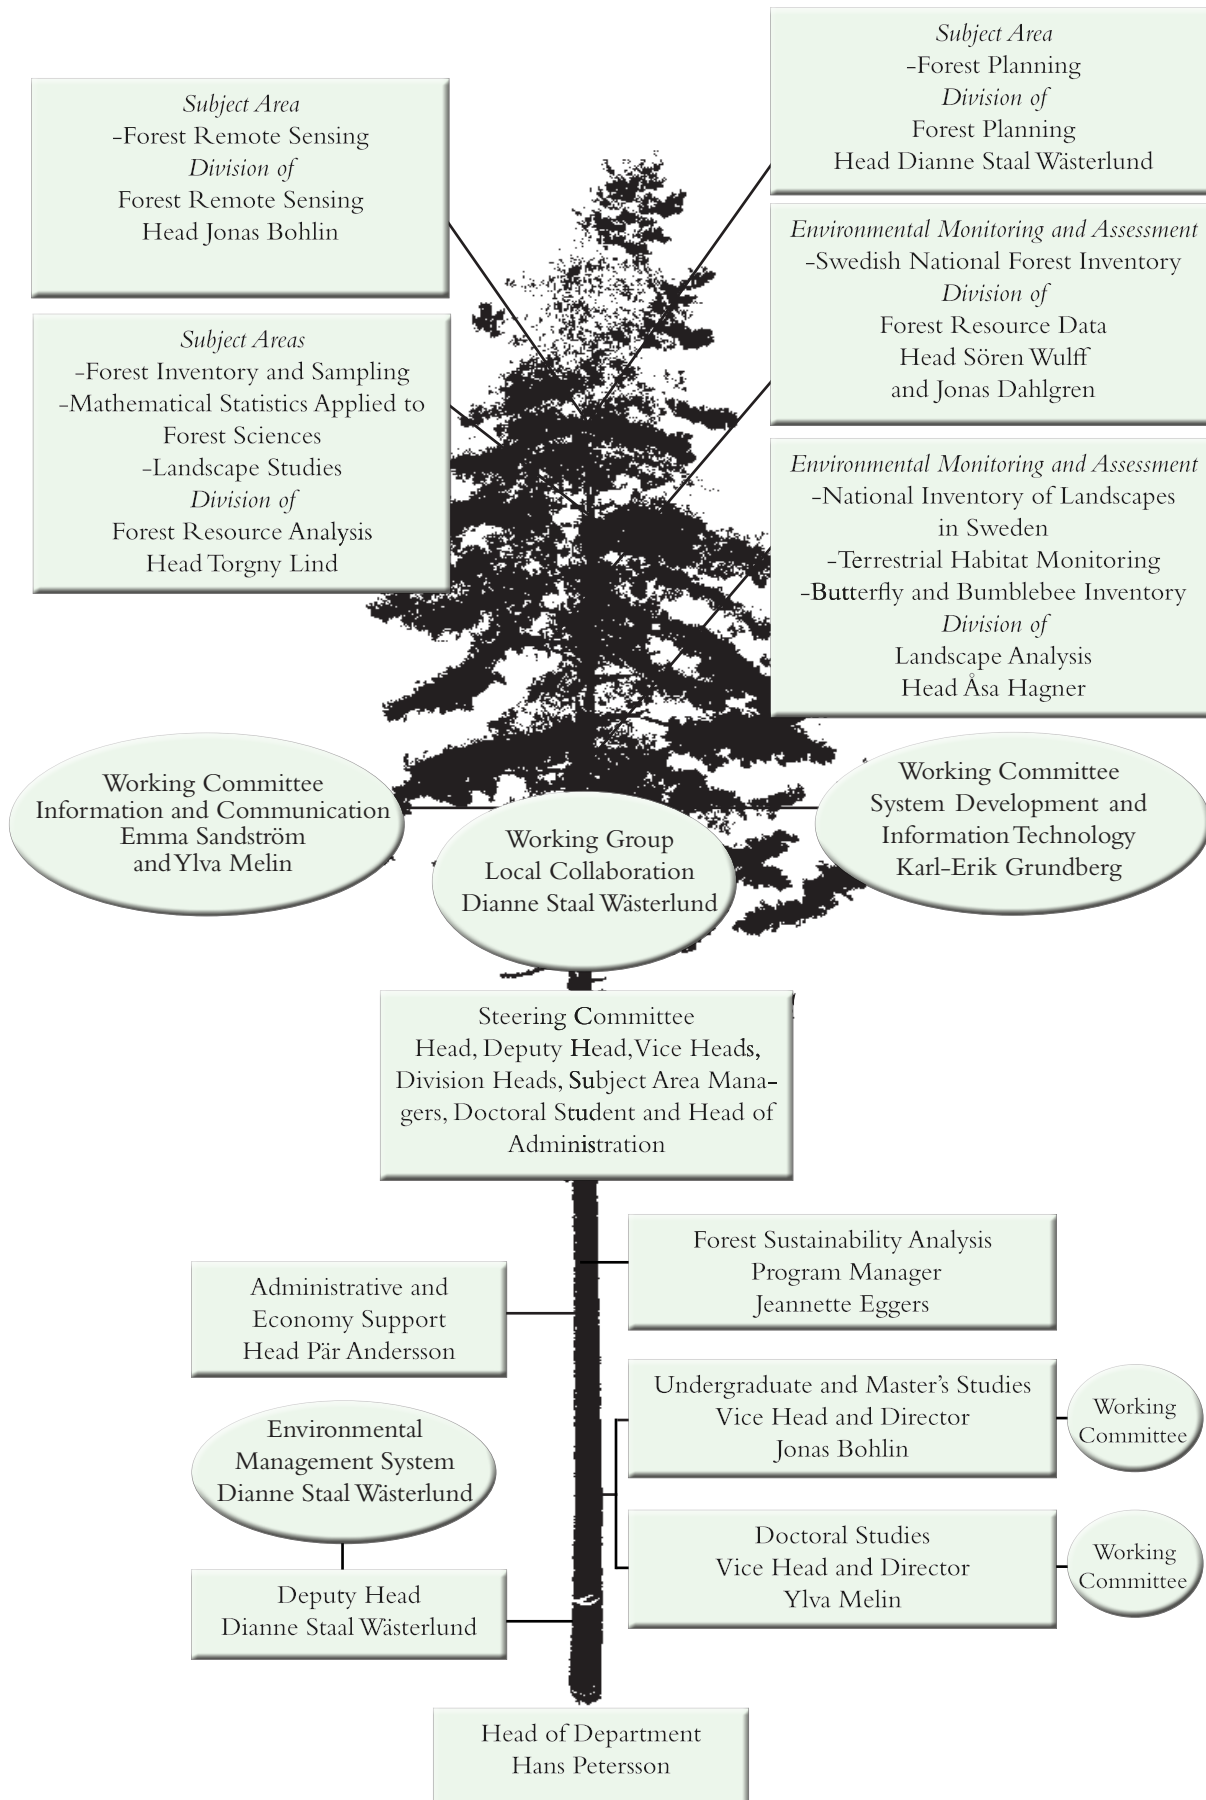 Subject Area
-Forest Remote Sensing
Division of
Forest Remote Sensing
Head Jonas Bohlin
Subject Area
-Forest Planning
Division of
Forest Planning
Head Dianne Staal Wästerlund
Subject Areas
-Forest Inventory and Sampling
-Mathematical Statistics Applied to
Forest Sciences
-Landscape Studies
Division of
Forest Resource Analysis
Head Torgny Lind
Environmental Monitoring and Assessment
-Swedish National Forest Inventory
Division of
Forest Resource Data
Head Sören Wulff
and Jonas Dahlgren
Environmental Monitoring and Assessment
-National Inventory of Landscapes
in Sweden
-Terrestrial Habitat Monitoring
-Butterfly and Bumblebee Inventory
Division of
Landscape Analysis
Head Åsa Hagner
Working Committee
Information and Communication
Emma Sandström
and Ylva Melin
Working Group
Local Collaboration
Dianne Staal Wästerlund
Working Committee
System Development and
Information Technology
Karl-Erik Grundberg
Steering Committee
Head, Deputy Head, Vice Heads,
Division Heads, Subject Area Mana-
gers, Doctoral Student and Head of
Administration
Forest Sustainability Analysis
Program Manager
Jeannette Eggers
Administrative and
Economy Support
Head Pär Andersson
Undergraduate and Master's Studies
Vice Head and Director
Jonas Bohlin
Working
Committee
Environmental
Management System
Dianne Staal Wästerlund
Doctoral Studies
Vice Head and Director
Ylva Melin
Working
Committee
Deputy Head
Dianne Staal Wästerlund
Head of Department
Hans Petersson